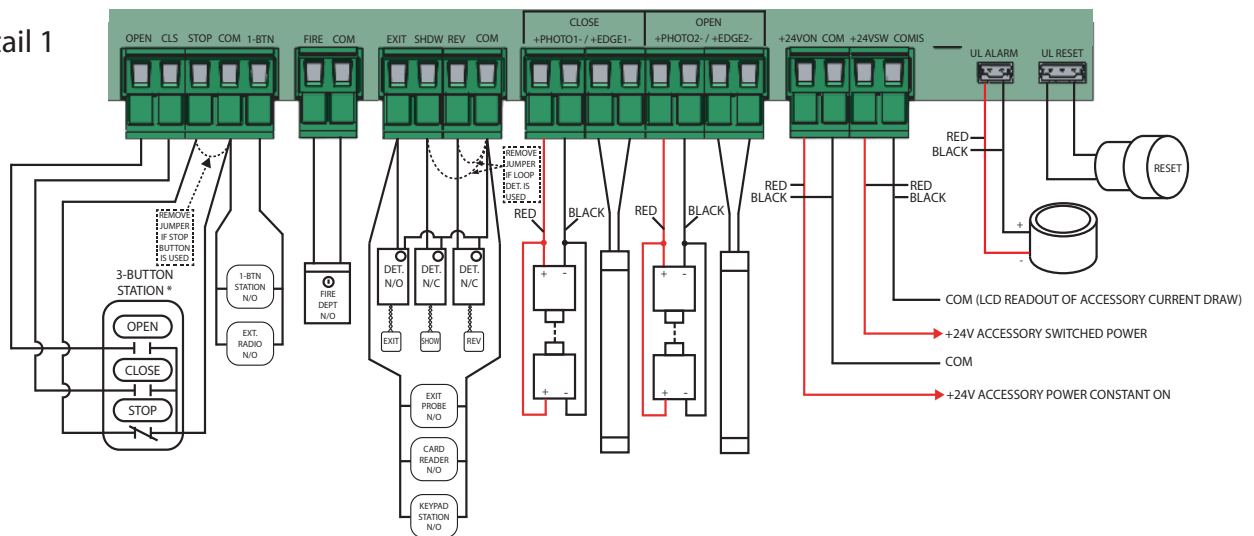 tail 1
OPEN CLS STOP COM 1-BTN
FIRE COM
EXIT SHDW REV COM
CLOSE
+PHOTO1- / +EDGE1-
OPEN
+PHOTO2- / +EDGE2-
+24VON COM +24VSW COMIS
UL ALARM
UL RESET
REMOVE
JUMPER
IF STOP
BUTTON
IS USED
REMOVE
JUMPER
IF LOOP
DET. IS
USED
RED
BLACK
RED
BLACK
RED
BLACK
RED
BLACK
RED
BLACK
RESET
+
-
3-BUTTON
STATION *
OPEN
CLOSE
STOP
1-BTN
STATION
N/O
EXT.
RADIO
N/O
FIRE
DEPT
N/O
DET.
N/O
DET.
N/C
DET.
N/C
EXIT
SHOW
REV
EXIT
PROBE
N/O
CARD
READER
N/O
KEYPAD
STATION
N/O
+ -
+ -
+ -
+ -
COM (LCD READOUT OF ACCESSORY CURRENT DRAW)
+24V ACCESSORY SWITCHED POWER
COM
+24V ACCESSORY POWER CONSTANT ON